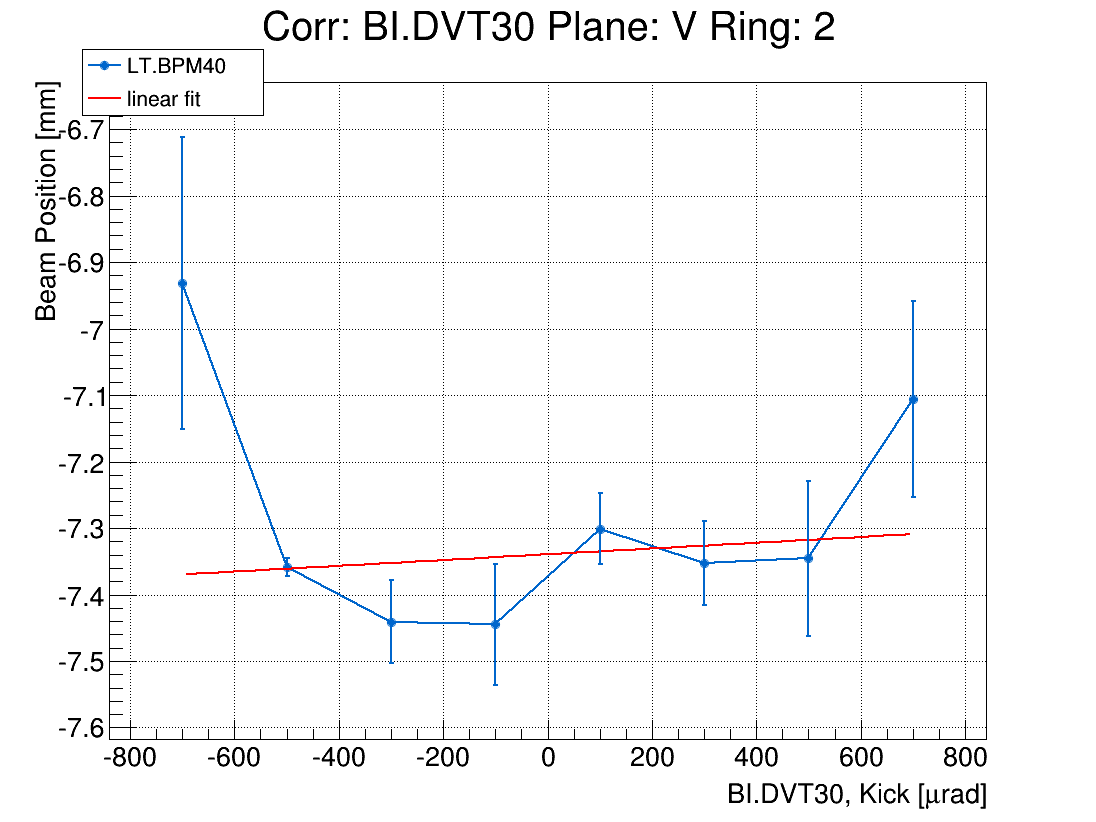 Corr: BI.DVT30 Plane: V Ring: 2
LT.BPM40
linear fit
Beam Position [mm]
-6.7
-6.8
-6.9
-7
-7.1
-7.2
-7.3
-7.4
-7.5
-7.6
-800 -600 -400 -200 0 200 400 600 800
BI.DVT30, Kick [μrad]